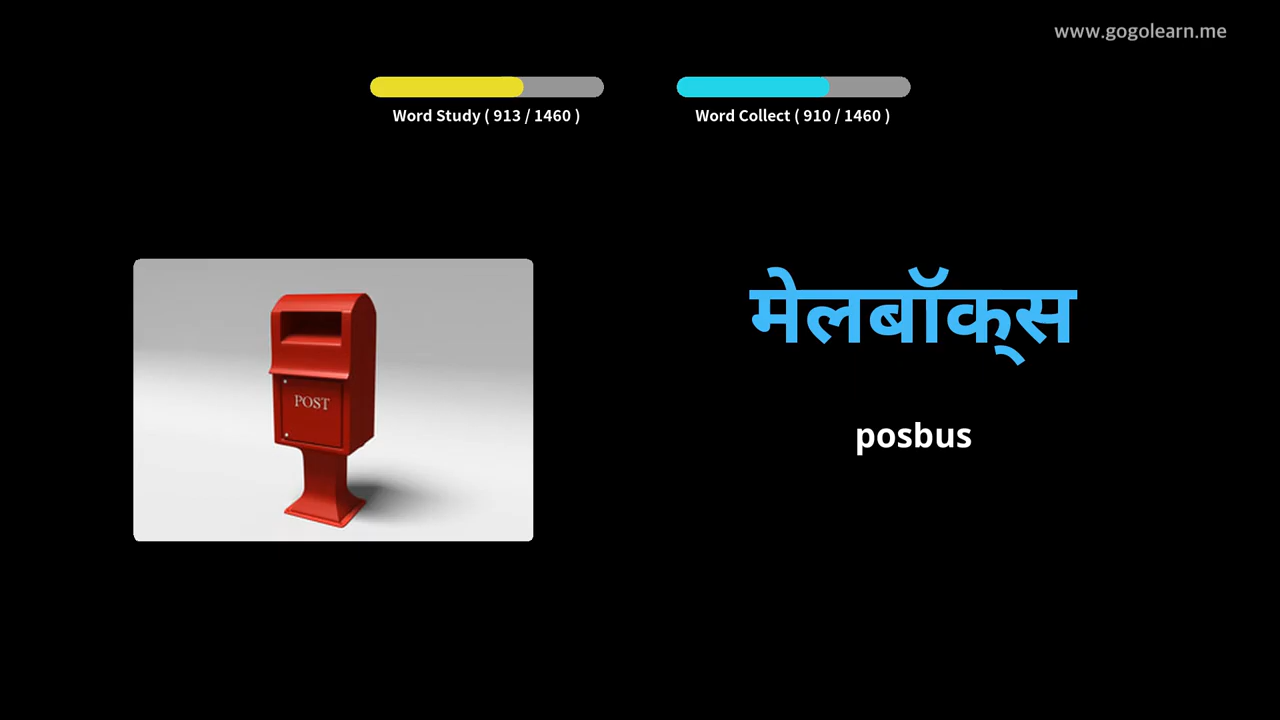 www.gogolearn.me
Word Study ( 913 / 1460 )
Word Collect ( 910 / 1460 )
मेलबॉक्स
POST
posbus